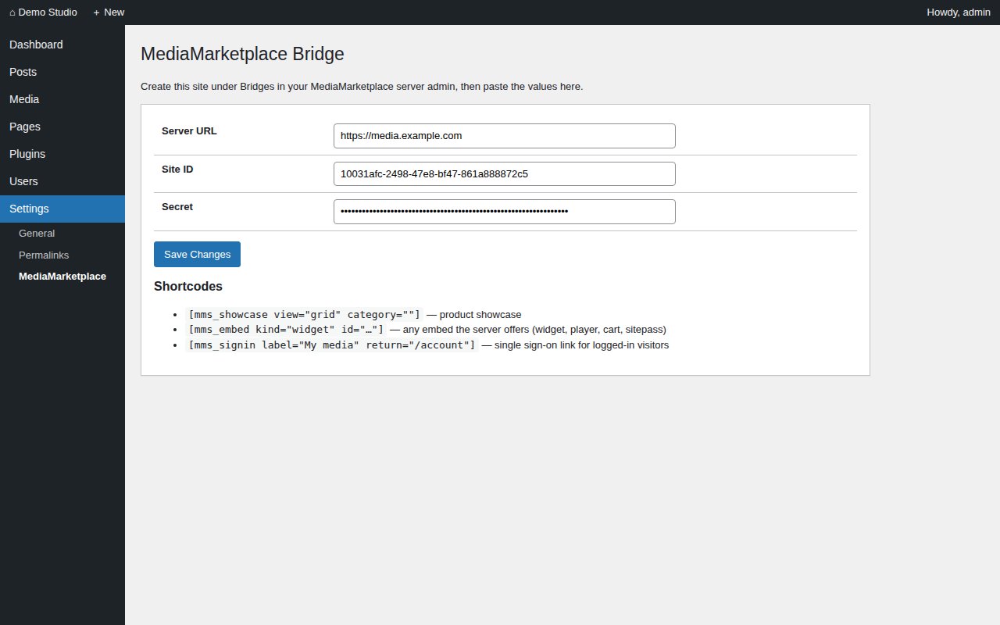 ⌂ Demo Studio + New Howdy, admin
Dashboard
Posts
Media
Pages
Plugins
Users
Settings
General
Permalinks
MediaMarketplace
MediaMarketplace Bridge
Create this site under Bridges in your MediaMarketplace server admin, then paste the values here.
Server URL https://media.example.com
Site ID 10031afc-2498-47e8-bf47-861a888872c5
Secret ••••••••••••••••••••••••••••••••••••••••••••••••••••••••••••••••
Save Changes
Shortcodes
• [mms_showcase view="grid" category=""] — product showcase
• [mms_embed kind="widget" id="…"] — any embed the server offers (widget, player, cart, sitepass)
• [mms_signin label="My media" return="/account"] — single sign-on link for logged-in visitors